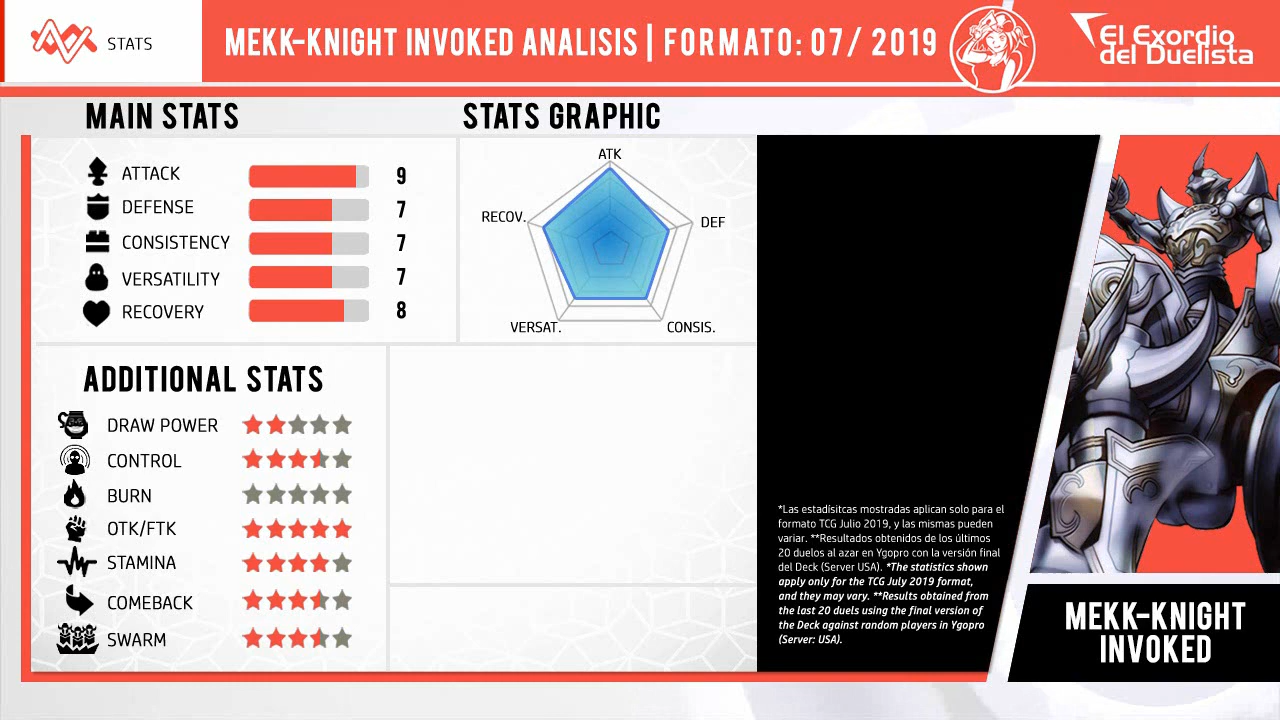 STATS
MEKK-KNIGHT INVOKED ANALISIS | FORMATO: 07/ 2019
El Exordio
del Duelista
MAIN STATS
ATTACK 9
DEFENSE 7
CONSISTENCY 7
VERSATILITY 7
RECOVERY 8
STATS GRAPHIC
ATK
RECOV.
DEF
VERSAT.
CONSIS.
ADDITIONAL STATS
DRAW POWER
CONTROL
BURN
OTK/FTK
STAMINA
COMEBACK
SWARM
*Las estadísitcas mostradas aplican solo para el
formato TCG Julio 2019, y las mismas pueden
variar. **Resultados obtenidos de los últimos
20 duelos al azar en Ygopro con la versión final
del Deck (Server USA). *The statistics shown
apply only for the TCG July 2019 format,
and they may vary. **Results obtained from
the last 20 duels using the final version of
the Deck against random players in Ygopro
(Server: USA).
MEKK-KNIGHT
INVOKED